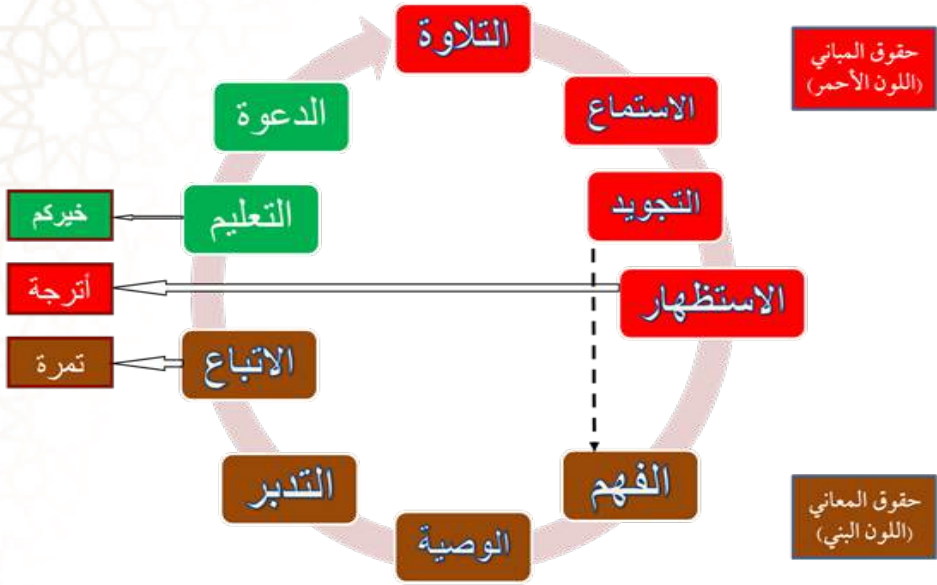 التلاوة
حقوق المباني
(اللون الأحمر)
الاستماع
الدعوة
التجويد
التعليم
خيركم
الاستظهار
أترجة
الاتباع
تمرة
الفهم
التدبر
حقوق المعاني
(اللون البني)
الوصية